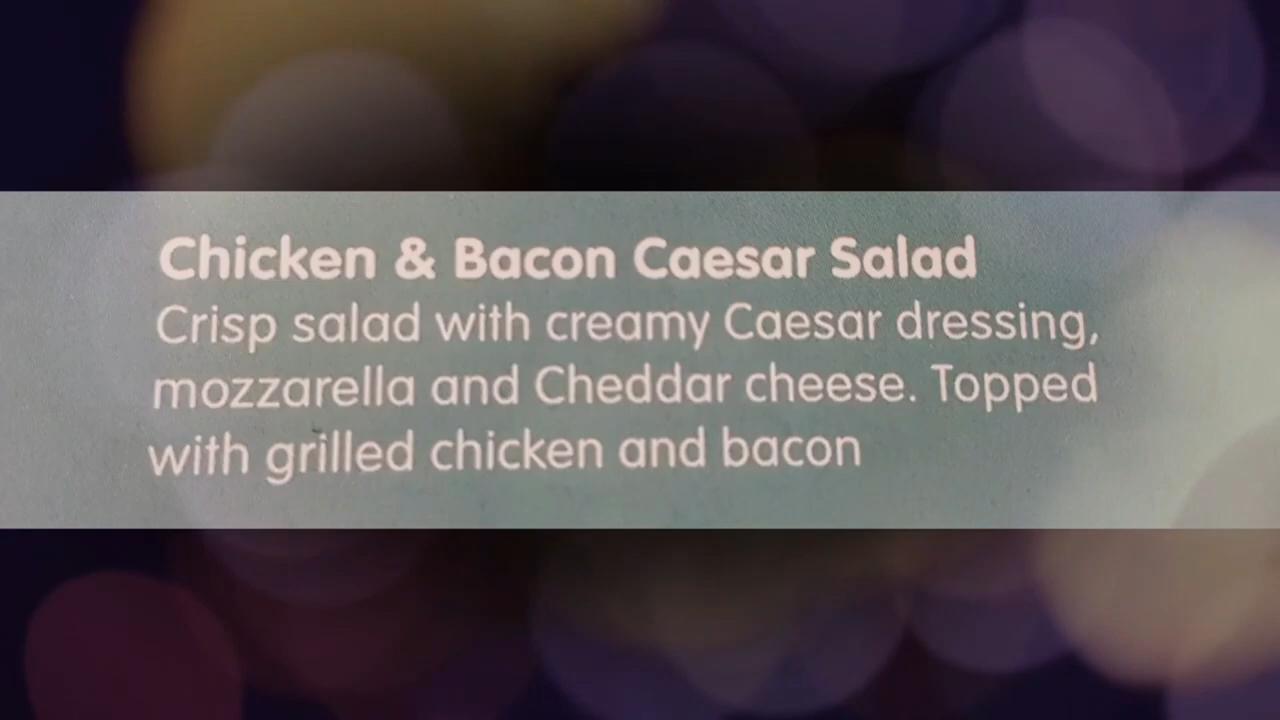 Chicken & Bacon Caesar Salad
Crisp salad with creamy Caesar dressing,
mozzarella and Cheddar cheese. Topped
with grilled chicken and bacon